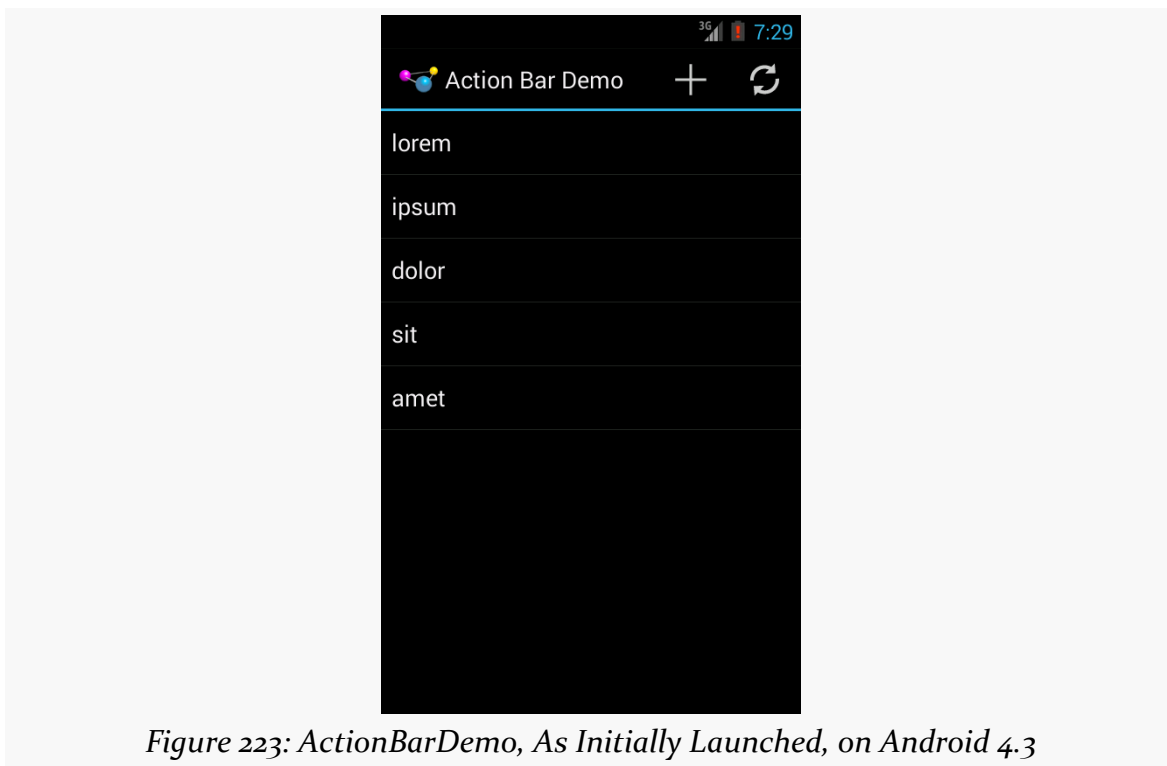 3G 7:29
Action Bar Demo
lorem
ipsum
dolor
sit
amet
Figure 223: ActionBarDemo, As Initially Launched, on Android 4.3